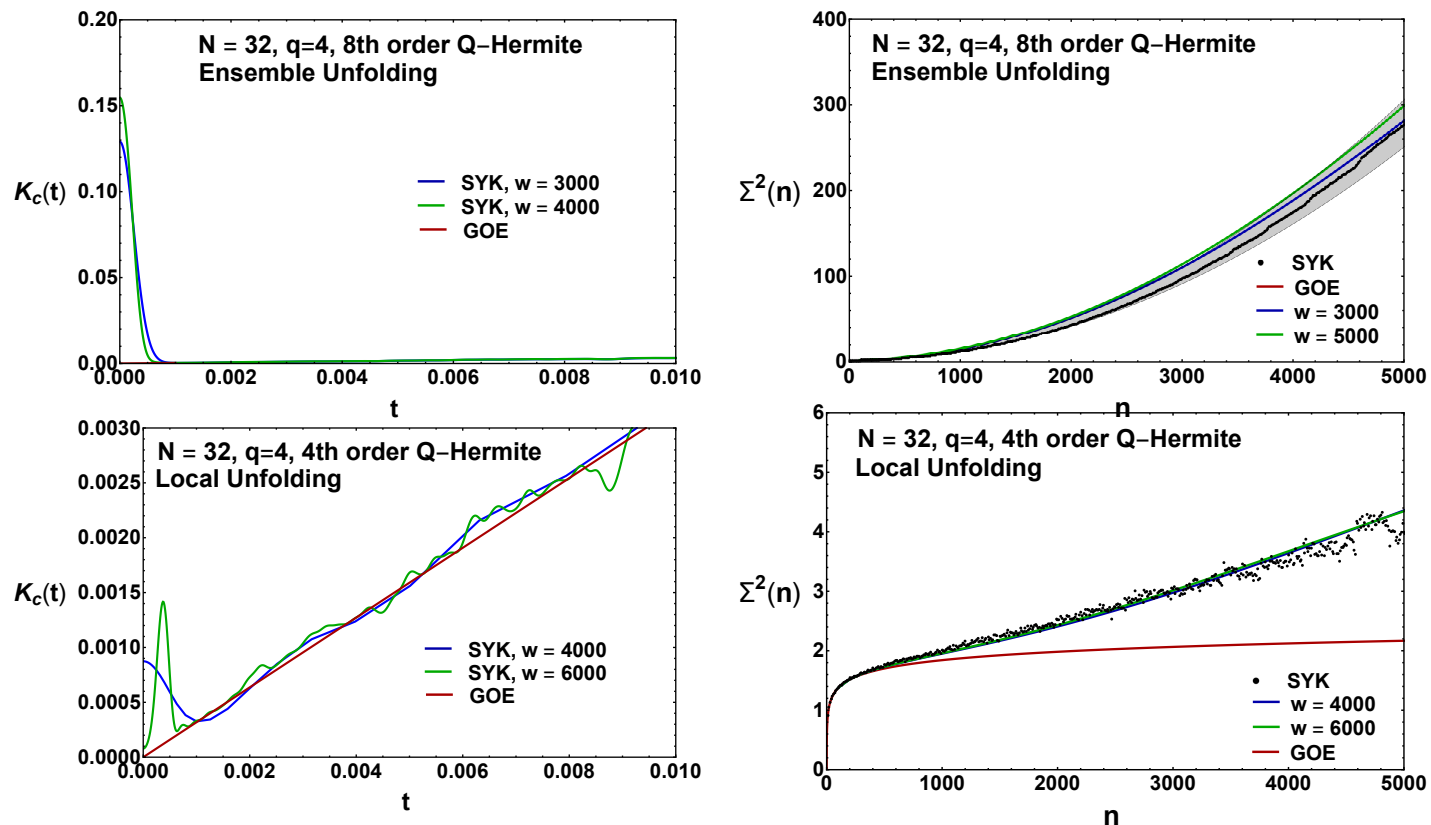 N = 32, q=4, 8th order Q-Hermite
Ensemble Unfolding
0.20
0.15
0.10
0.05
0.00
K_c(t)
SYK, w = 3000
SYK, w = 4000
GOE
0.000
0.002
0.004
0.006
0.008
0.010
t
N = 32, q=4, 8th order Q-Hermite
Ensemble Unfolding
400
300
200
100
0
Σ²(n)
SYK
GOE
w = 3000
w = 5000
0
1000
2000
3000
4000
5000
n
N = 32, q=4, 4th order Q-Hermite
Local Unfolding
0.0030
0.0025
0.0020
0.0015
0.0010
0.0005
0.0000
K_c(t)
SYK, w = 4000
SYK, w = 6000
GOE
0.000
0.002
0.004
0.006
0.008
0.010
t
N = 32, q=4, 4th order Q-Hermite
Local Unfolding
6
5
4
3
2
1
0
Σ²(n)
SYK
w = 4000
w = 6000
GOE
0
1000
2000
3000
4000
5000
n